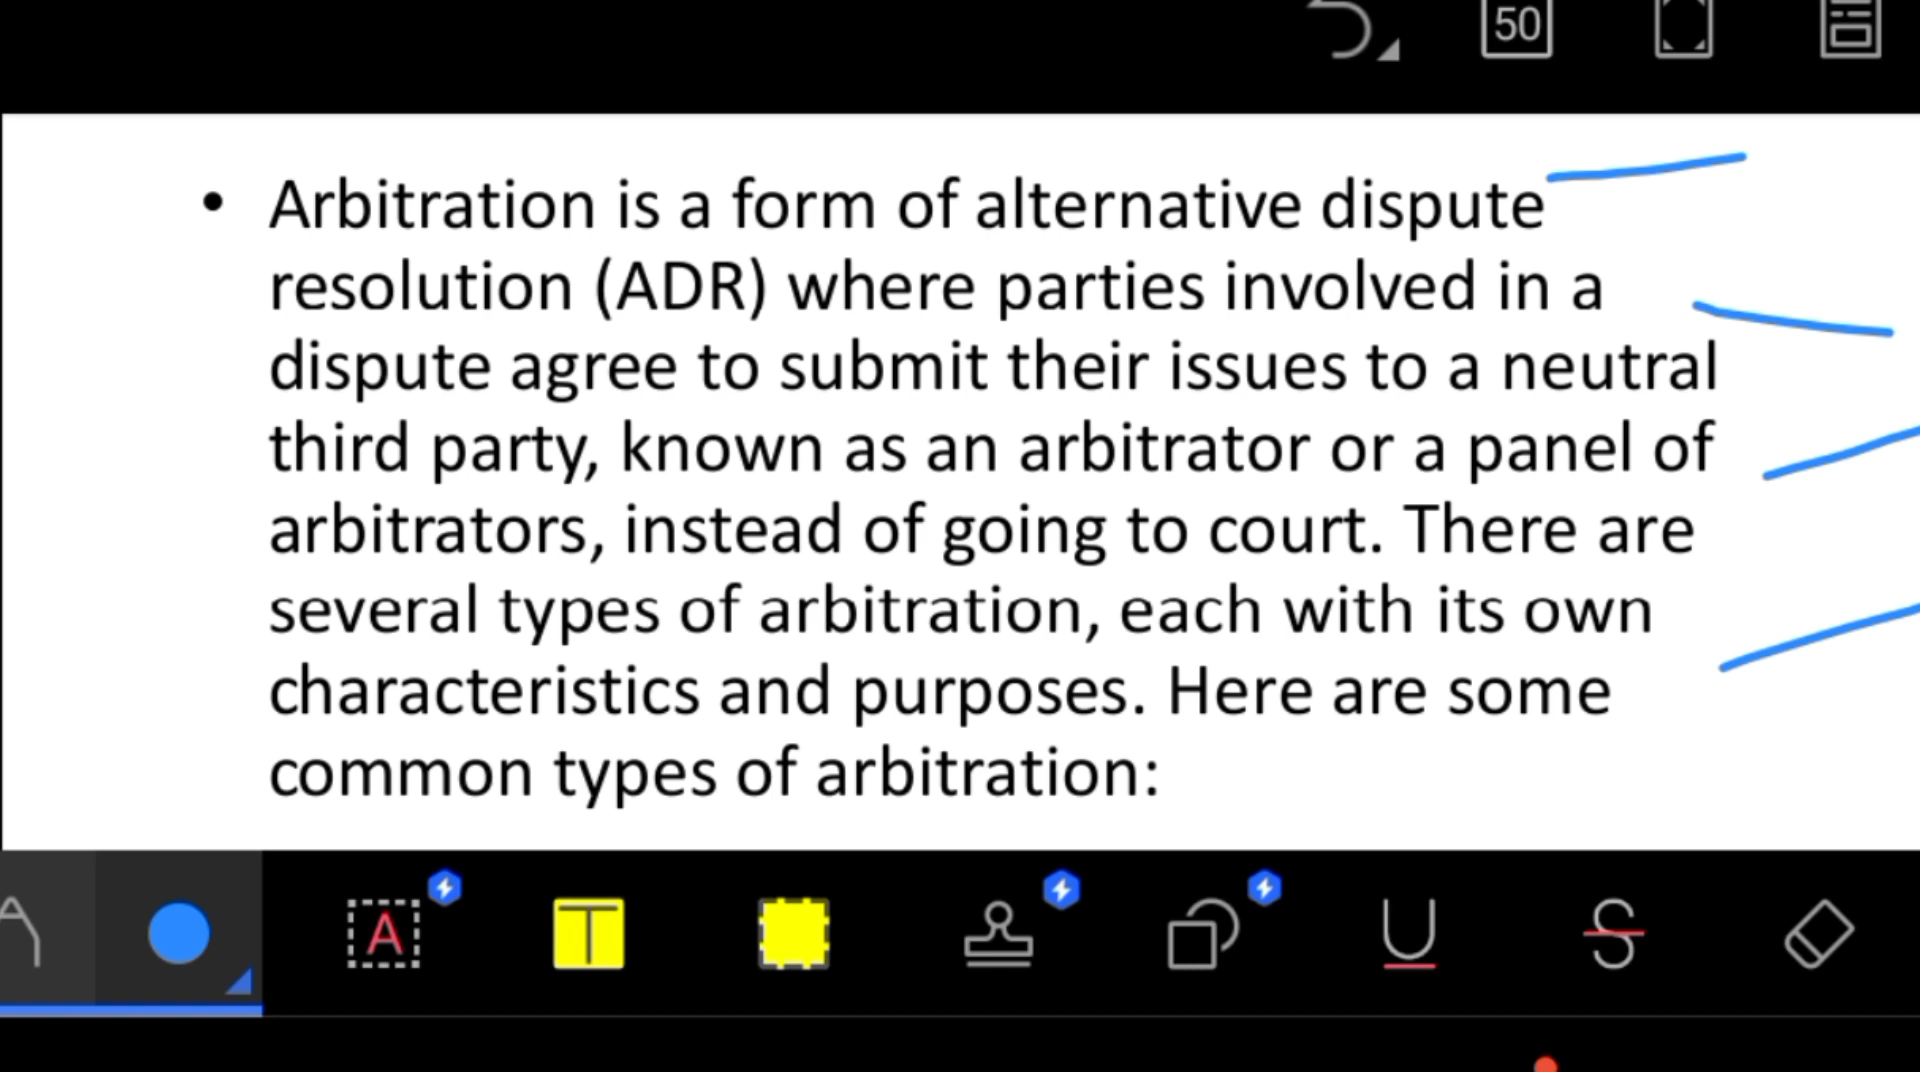 50
• Arbitration is a form of alternative dispute
resolution (ADR) where parties involved in a
dispute agree to submit their issues to a neutral
third party, known as an arbitrator or a panel of
arbitrators, instead of going to court. There are
several types of arbitration, each with its own
characteristics and purposes. Here are some
common types of arbitration:
A T U S